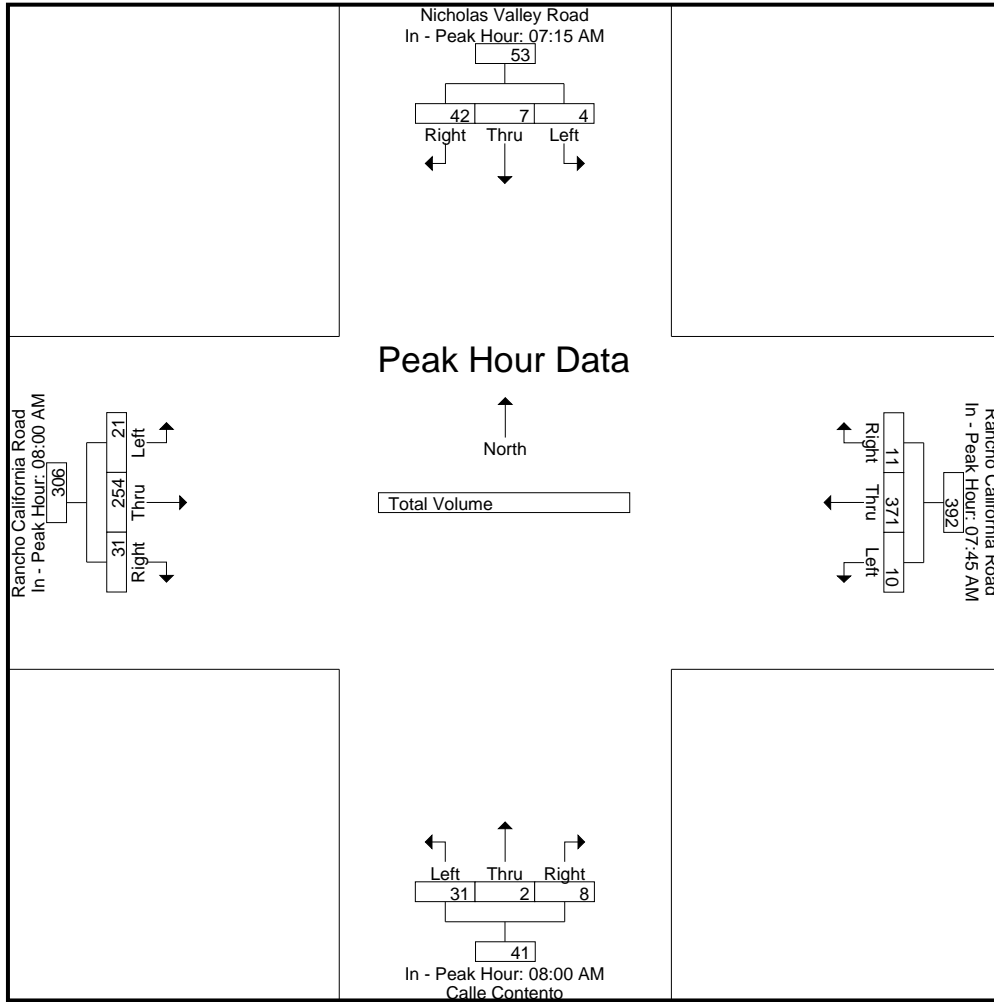 Nicholas Valley Road
In - Peak Hour: 07:15 AM
53
42 7 4
Right Thru Left
Peak Hour Data
North
Total Volume
Rancho California Road
In - Peak Hour: 08:00 AM
306
21 254 31
Left Thru Right
Rancho California Road
In - Peak Hour: 07:45 AM
392
11 371 10
Right Thru Left
Left Thru Right
31 2 8
41
In - Peak Hour: 08:00 AM
Calle Contento